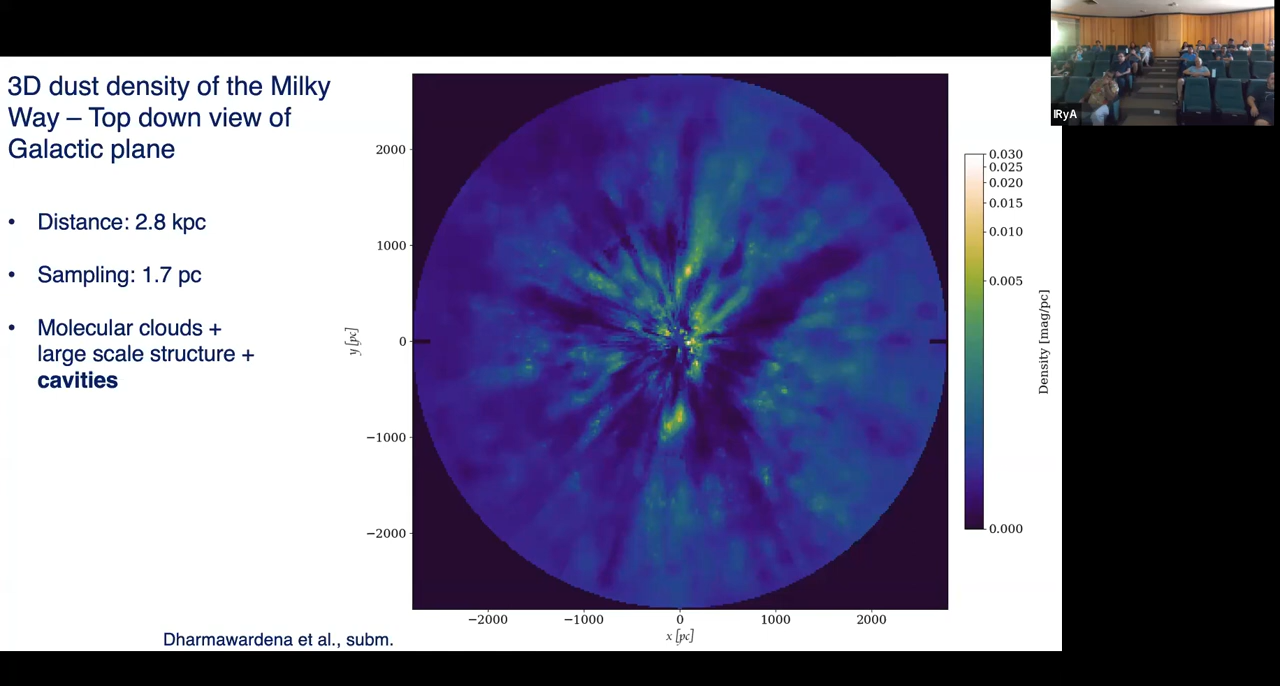 3D dust density of the Milky
Way – Top down view of
Galactic plane
• Distance: 2.8 kpc
• Sampling: 1.7 pc
• Molecular clouds +
large scale structure +
cavities
Dharmawardena et al., subm.
2000
1000
0
−1000
−2000
y [pc]
−2000
−1000
0
1000
2000
x [pc]
0.030
0.025
0.020
0.015
0.010
0.005
0.000
Density [mag/pc]
IRyA